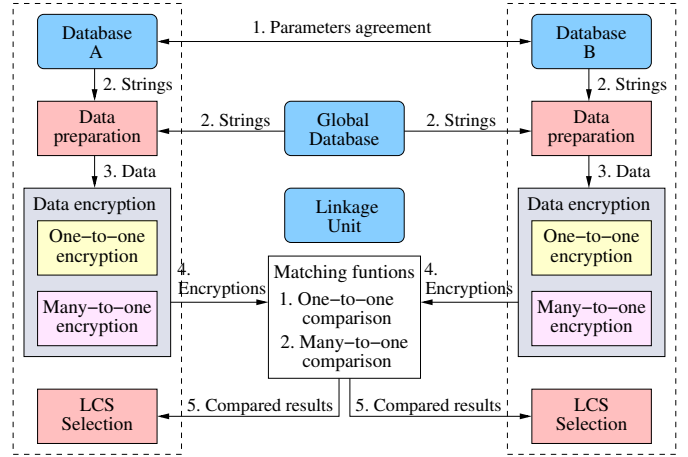 Database
A
1. Parameters agreement
Database
B
2. Strings
2. Strings
Data
preparation
2. Strings
Global
Database
2. Strings
Data
preparation
3. Data
3. Data
Data encryption
One−to−one
encryption
Many−to−one
encryption
Linkage
Unit
Data encryption
One−to−one
encryption
Many−to−one
encryption
4.
Encryptions
Matching funtions
1. One−to−one
comparison
2. Many−to−one
comparison
4.
Encryptions
LCS
Selection
5. Compared results
5. Compared results
LCS
Selection